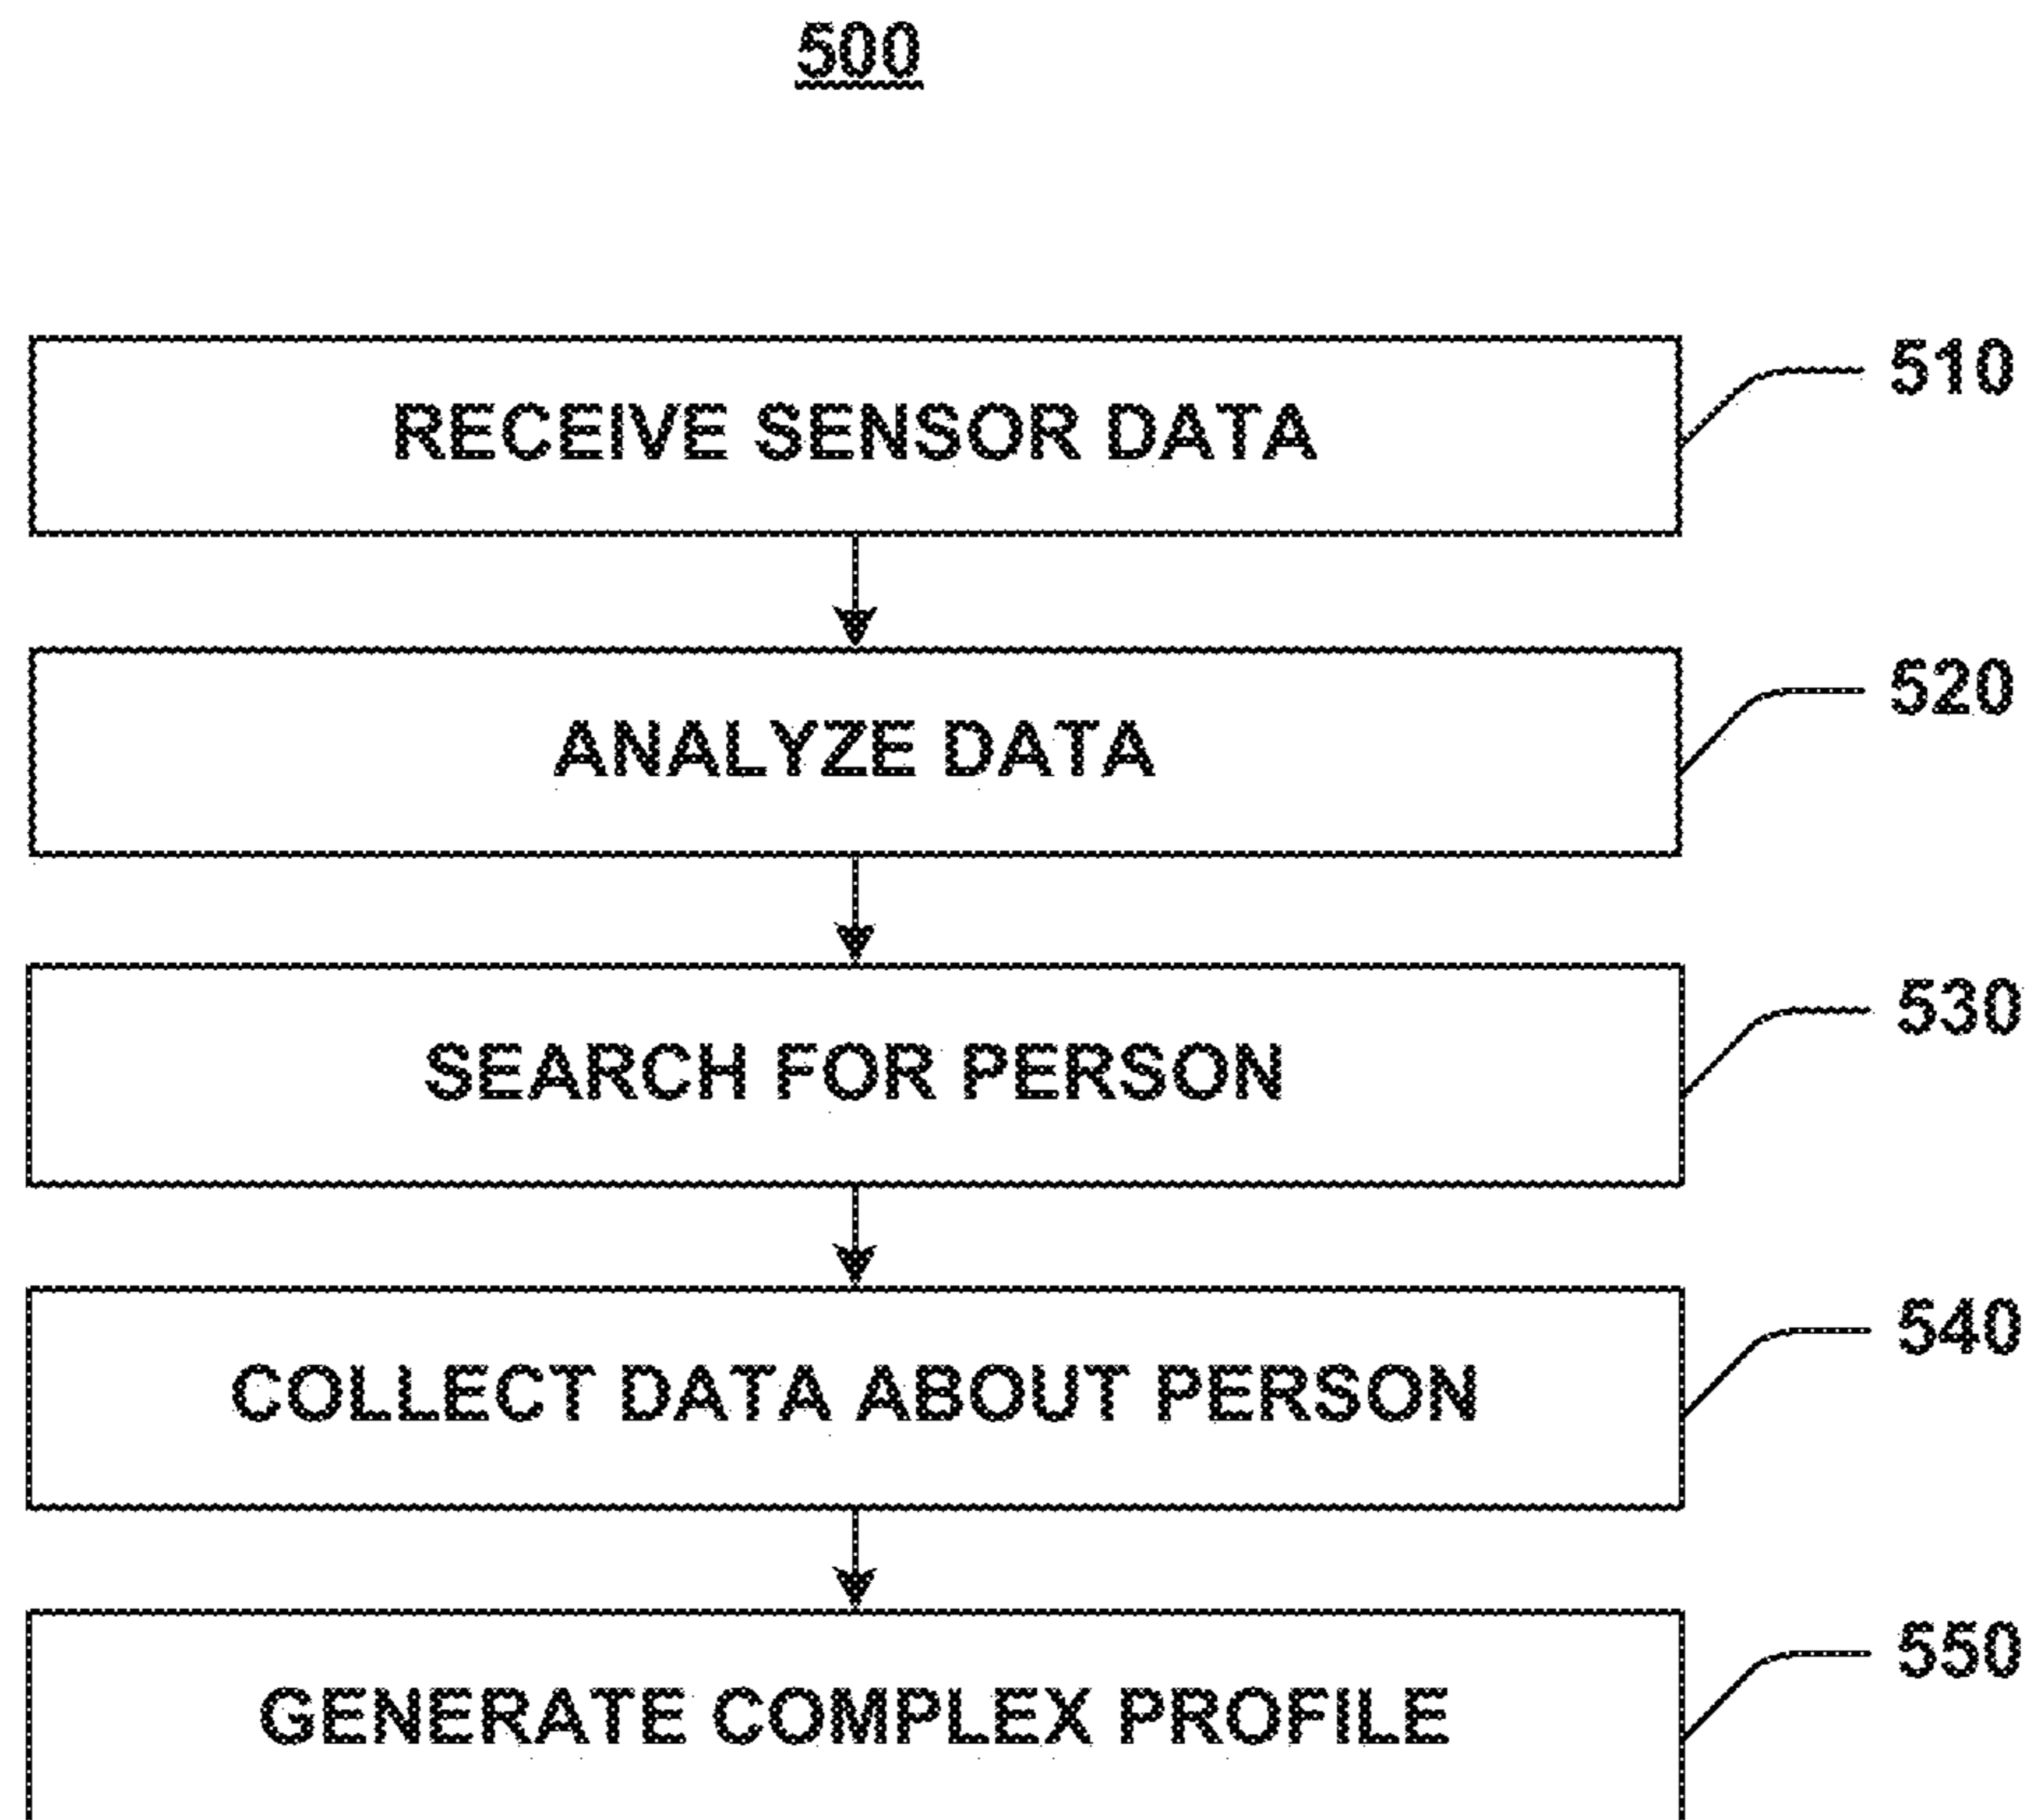 500
RECEIVE SENSOR DATA
510
ANALYZE DATA
520
SEARCH FOR PERSON
530
COLLECT DATA ABOUT PERSON
540
GENERATE COMPLEX PROFILE
550